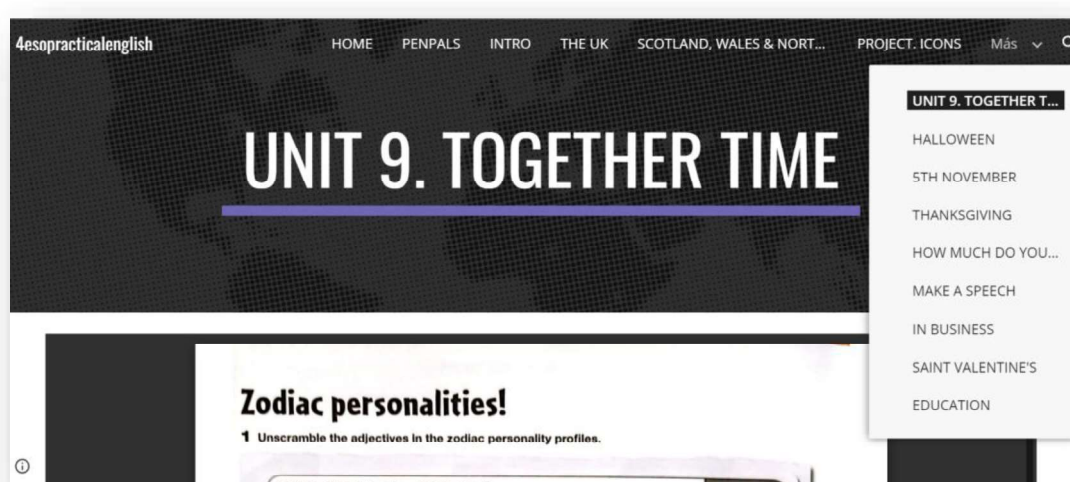 4esopracticalenglish
HOME PENPALS INTRO THE UK SCOTLAND, WALES & NORT... PROJECT. ICONS Más
UNIT 9. TOGETHER TIME
UNIT 9. TOGETHER T...
HALLOWEEN
5TH NOVEMBER
THANKSGIVING
HOW MUCH DO YOU...
MAKE A SPEECH
IN BUSINESS
SAINT VALENTINE'S
EDUCATION
Zodiac personalities!
1 Unscramble the adjectives in the zodiac personality profiles.